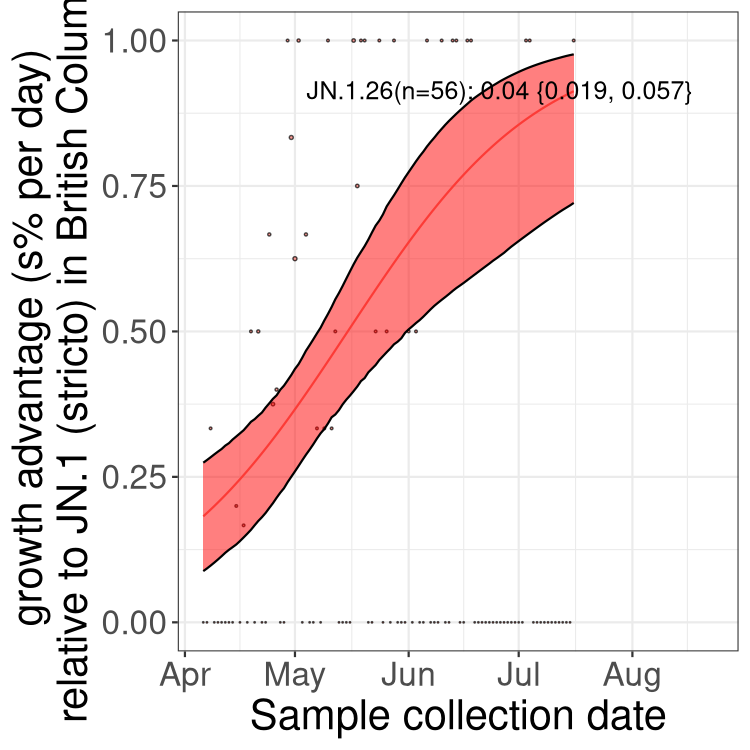 growth advantage (s% per day)
relative to JN.1 (stricto) in British Colum
1.00
0.75
0.50
0.25
0.00
JN.1.26(n=56): 0.04 {0.019, 0.057}
Apr May Jun Jul Aug
Sample collection date